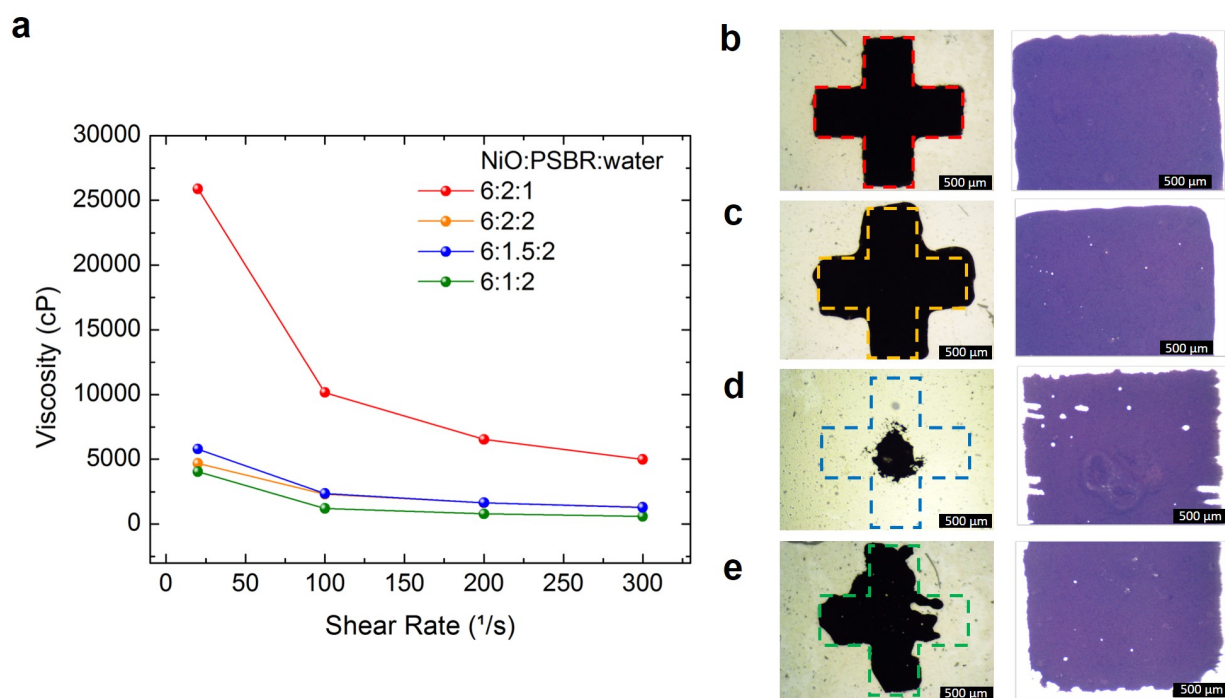 a
30000
25000
20000
15000
10000
5000
0
Viscosity (cP)
0 50 100 150 200 250 300
Shear Rate (¹/s)
NiO:PSBR:water
6:2:1
6:2:2
6:1.5:2
6:1:2
b
500 µm
500 µm
c
500 µm
500 µm
d
500 µm
500 µm
e
500 µm
500 µm